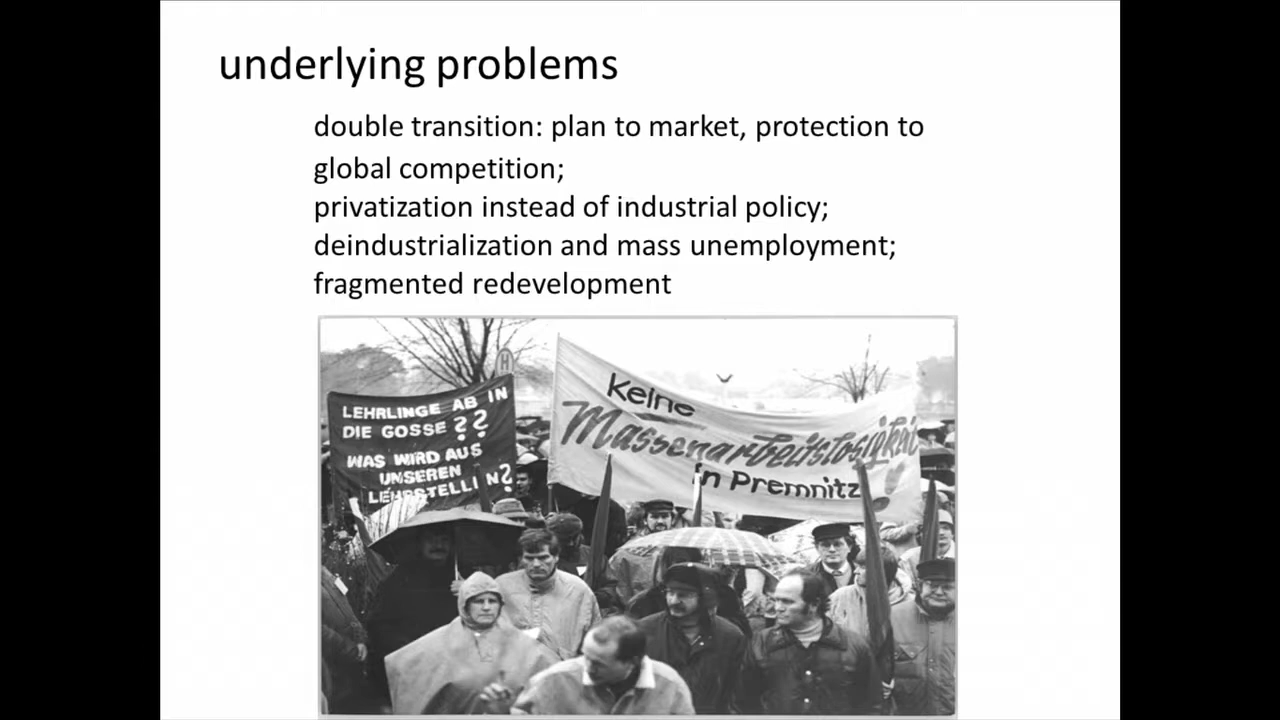 underlying problems
double transition: plan to market, protection to
global competition;
privatization instead of industrial policy;
deindustrialization and mass unemployment;
fragmented redevelopment
H
LEHRLINGE AB IN
DIE GOSSE ??
WAS WIRD AUS
UNSEREN
LEHRSTELLEN?
Keine
Massenarbeitslosigkeit
in Premnitz!